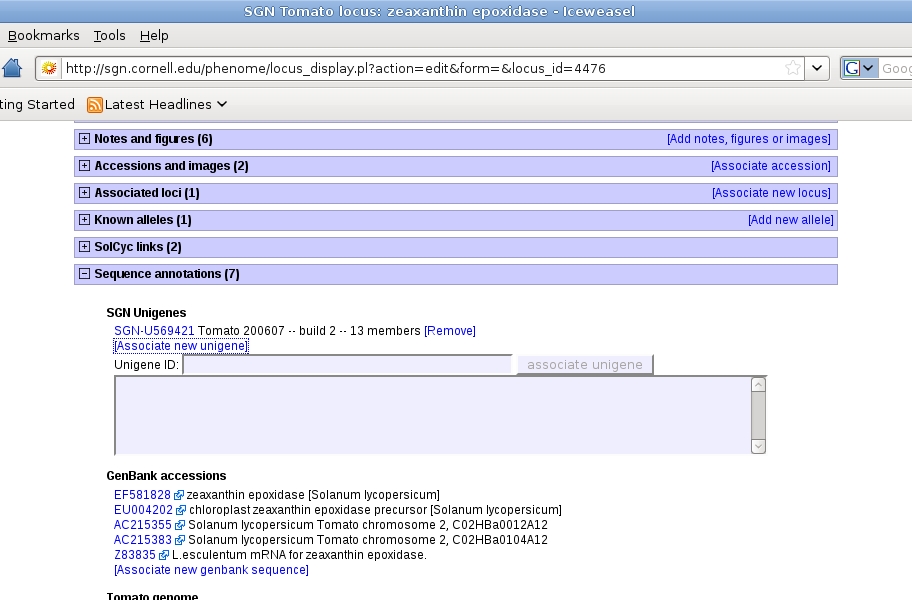 SGN Tomato locus: zeaxanthin epoxidase - Iceweasel
Bookmarks Tools Help
http://sgn.cornell.edu/phenome/locus_display.pl?action=edit&form=&locus_id=4476 G Goog
ting Started Latest Headlines
Notes and figures (6) [Add notes, figures or images]
Accessions and images (2) [Associate accession]
Associated loci (1) [Associate new locus]
Known alleles (1) [Add new allele]
SolCyc links (2)
Sequence annotations (7)
SGN Unigenes
SGN-U569421 Tomato 200607 -- build 2 -- 13 members [Remove]
[Associate new unigene]
Unigene ID: associate unigene
GenBank accessions
EF581828 zeaxanthin epoxidase [Solanum lycopersicum]
EU004202 chloroplast zeaxanthin epoxidase precursor [Solanum lycopersicum]
AC215355 Solanum lycopersicum Tomato chromosome 2, C02HBa0012A12
AC215383 Solanum lycopersicum Tomato chromosome 2, C02HBa0104A12
Z83835 L.esculentum mRNA for zeaxanthin epoxidase.
[Associate new genbank sequence]
Tomato genome